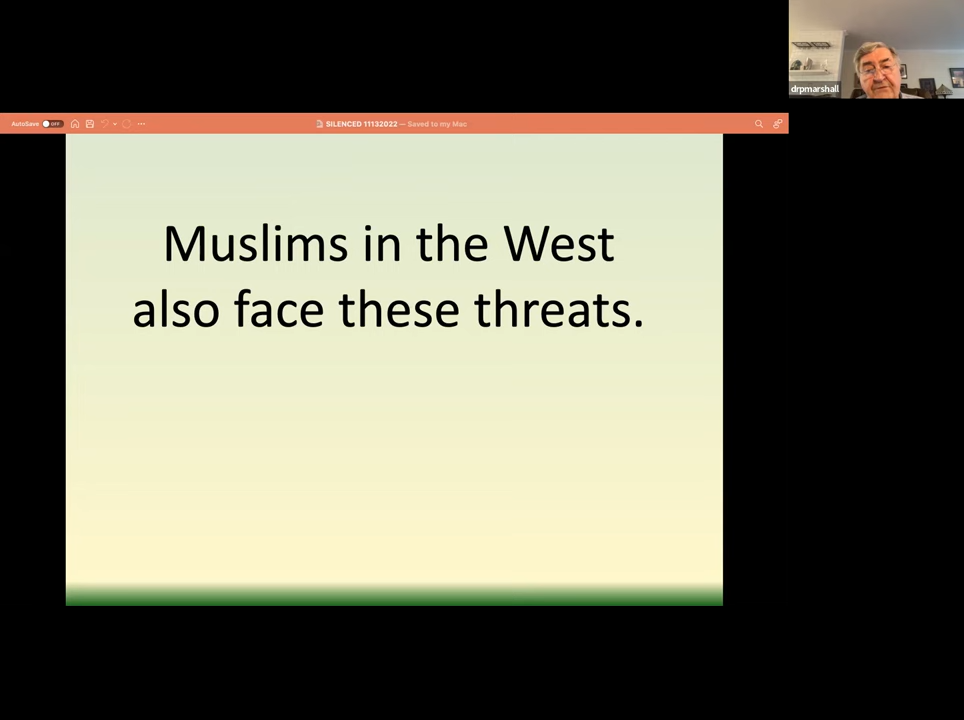 drpmarshall
AutoSave OFF
SILENCED 11132022 — Saved to my Mac
Muslims in the West
also face these threats.